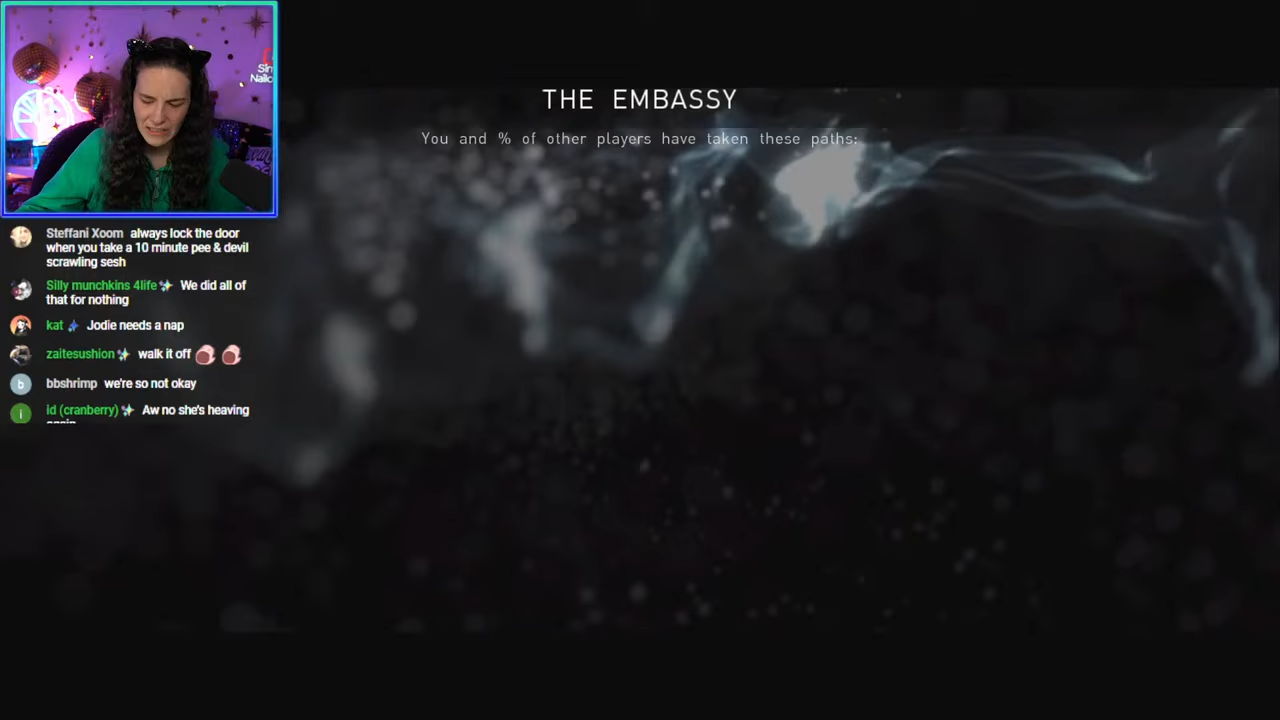 THE EMBASSY
You and % of other players have taken these paths:
Steffani Xoom always lock the door
when you take a 10 minute pee & devil
scrawling sesh
Silly munchkins 4life We did all of
that for nothing
kat Jodie needs a nap
zaitesushion walk it off
b bbshrimp we're so not okay
i id (cranberry) Aw no she's heaving